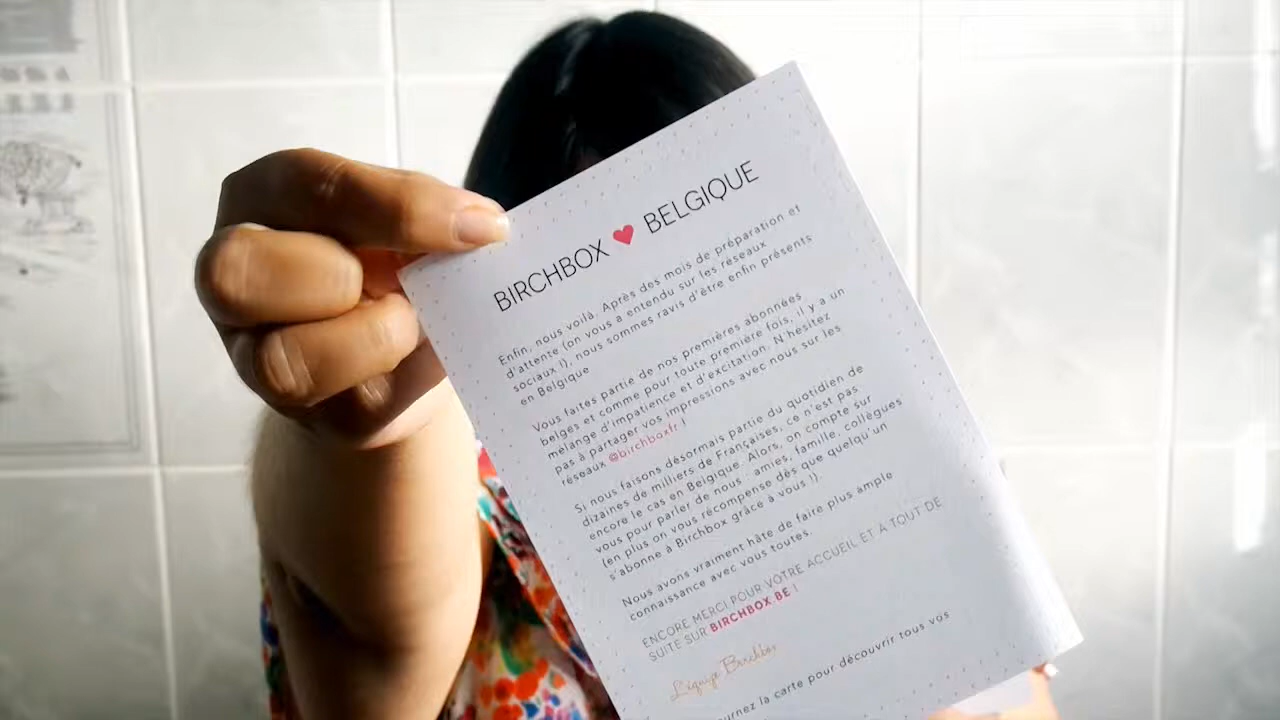 BIRCHBOX ♥ BELGIQUE
Enfin, nous voilà. Après des mois de préparation et
d'attente (on vous a entendu sur les réseaux
sociaux !), nous sommes ravis d'être enfin présents
en Belgique
Vous faites partie de nos premières abonnées
belges et comme pour toute première fois, il y a un
mélange d'impatience et d'excitation. N'hésitez
pas à partager vos impressions avec nous sur les
réseaux @birchboxfr !
Si nous faisons désormais partie du quotidien de
dizaines de milliers de Françaises, ce n'est pas
encore le cas en Belgique. Alors, on compte sur
vous pour parler de nous : amies, famille, collègues
(en plus on vous récompense dès que quelqu'un
s'abonne à Birchbox grâce à vous !).
Nous avons vraiment hâte de faire plus ample
connaissance avec vous toutes.
ENCORE MERCI POUR VOTRE ACCUEIL ET À TOUT DE
SUITE SUR BIRCHBOX.BE !
L'équipe Birchbox
ournez la carte pour découvrir tous vos